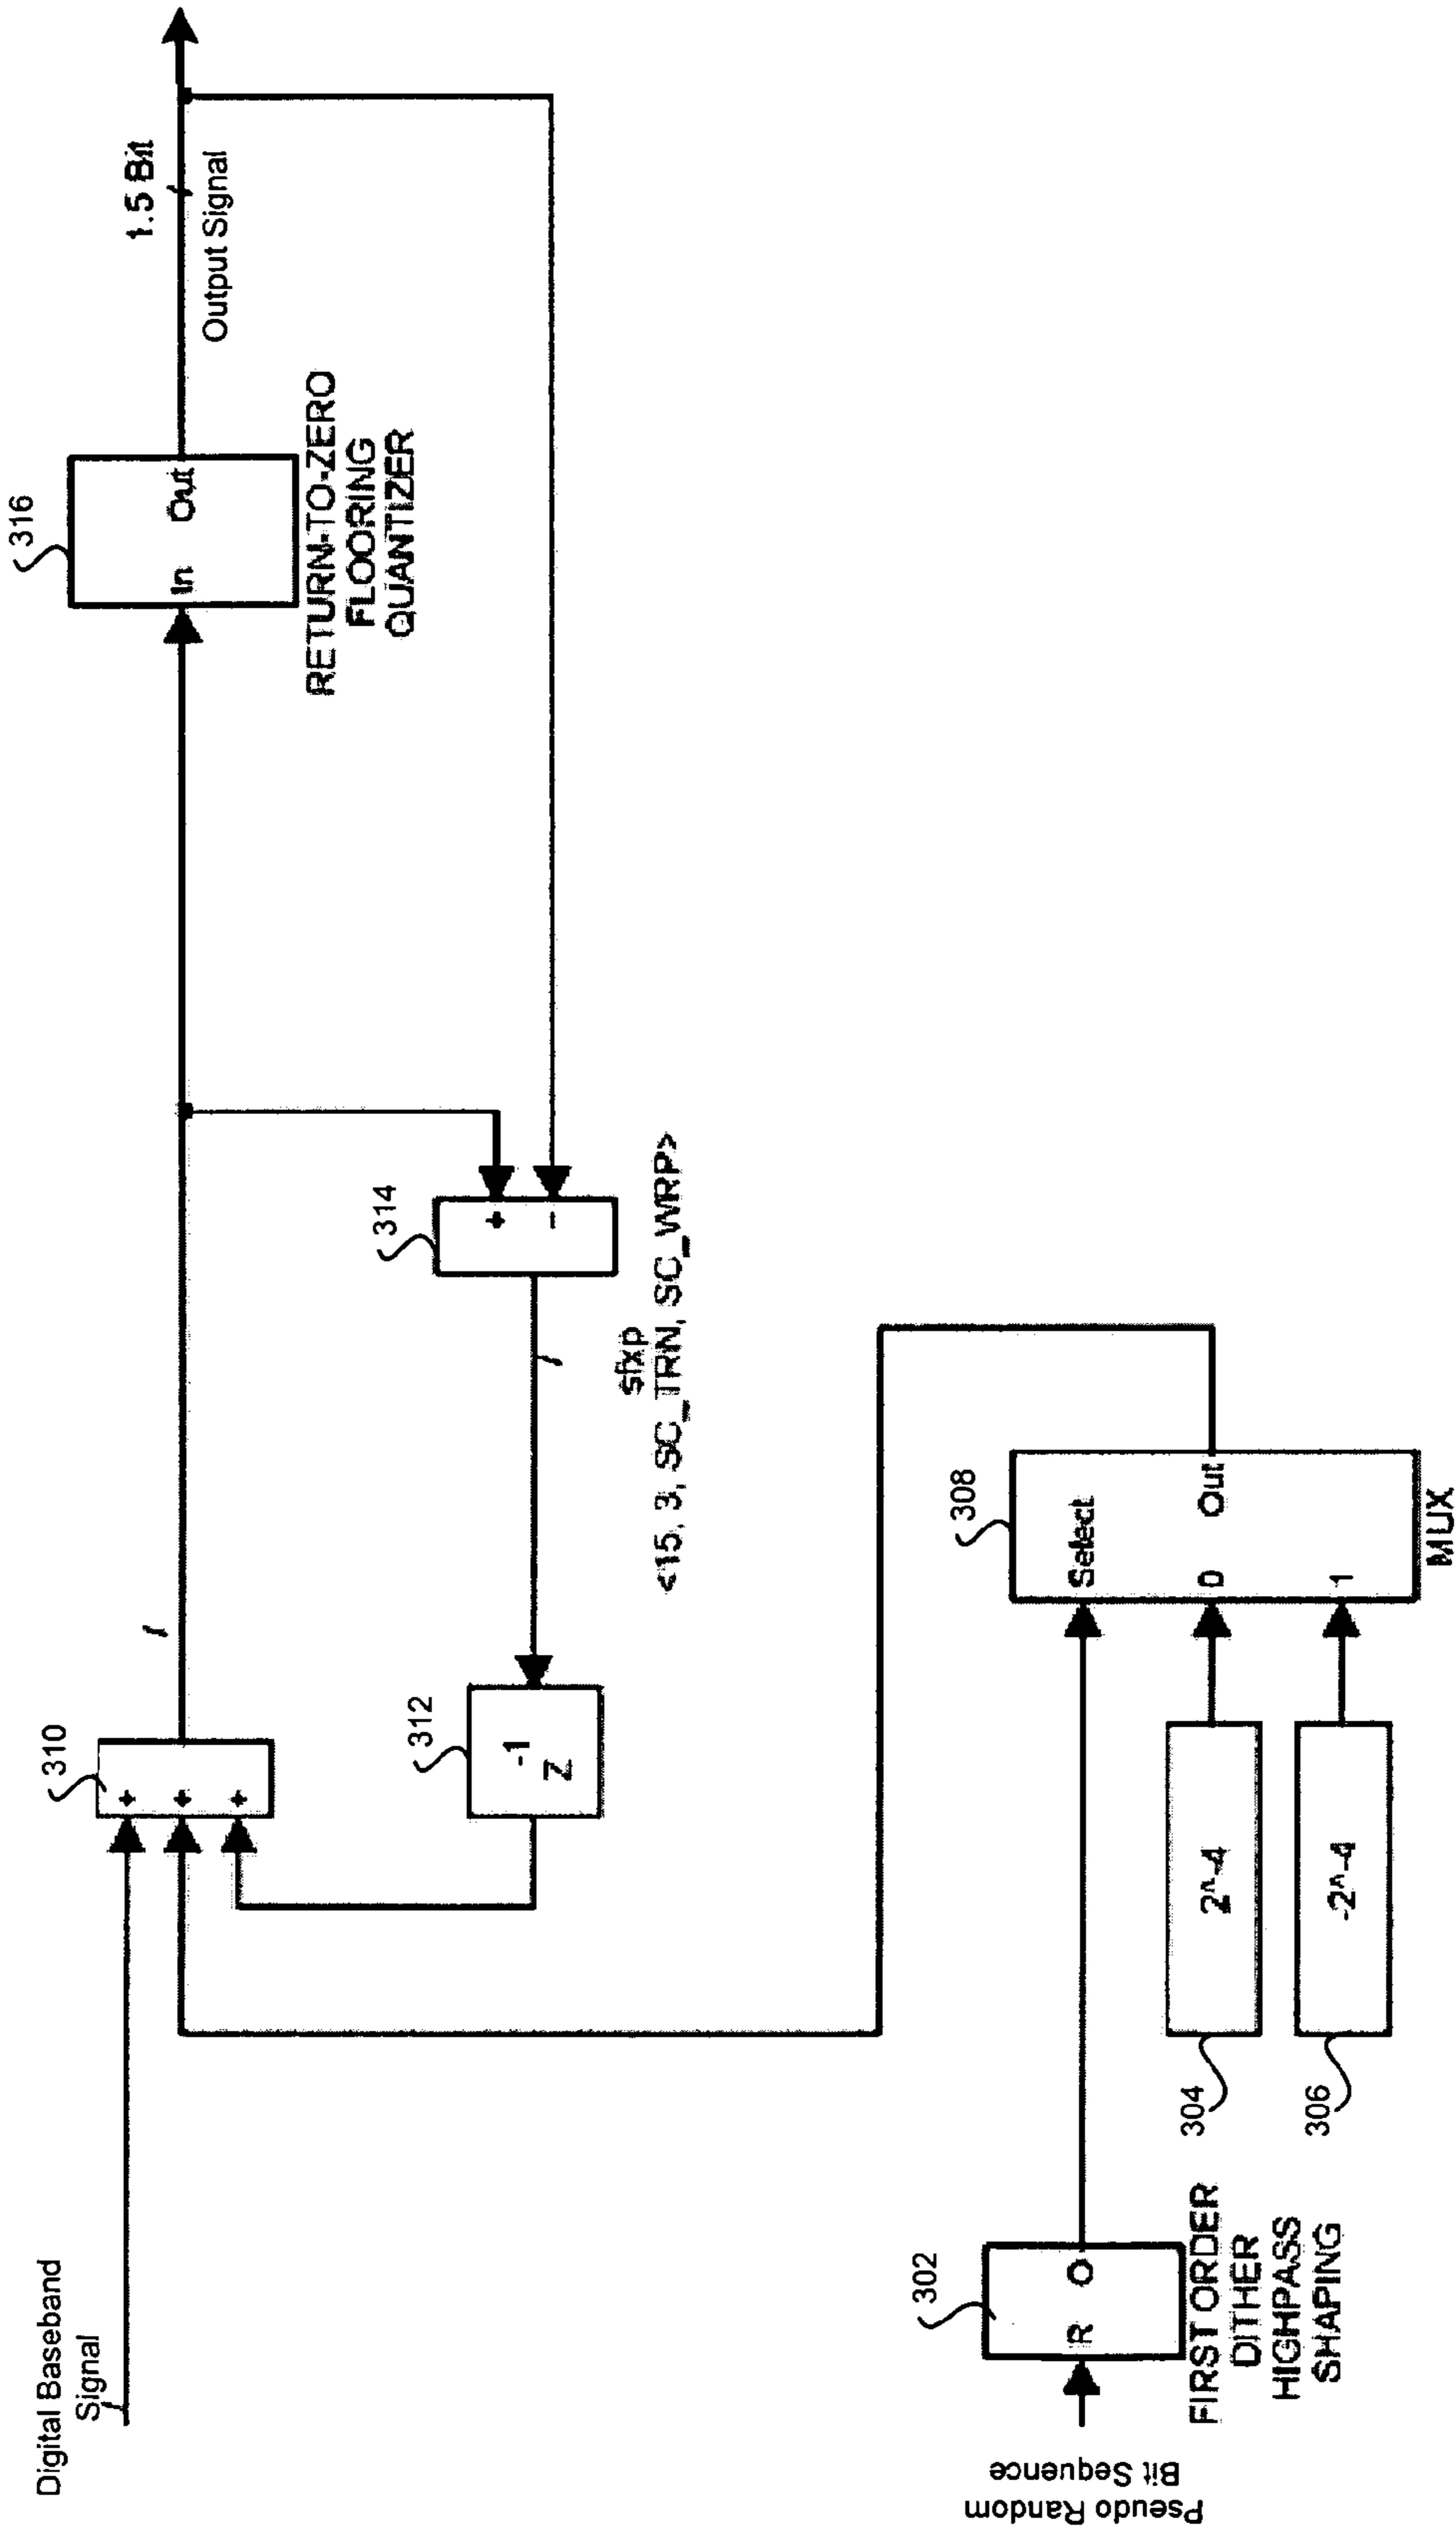 Digital Baseband
Signal
310
+
+
+
316
In
Out
RETURN-TO-ZERO
FLOORING
QUANTIZER
1.5 Bit
Output Signal
312
Z
-1
sfxp
<15, 3, SC_TRN, SC_WRP>
314
+
-
Pseudo Random
Bit Sequence
302
R
O
FIRST ORDER
DITHER
HIGHPASS
SHAPING
304
2^-4
306
-2^-4
308
Select
0
Out
1
MUX